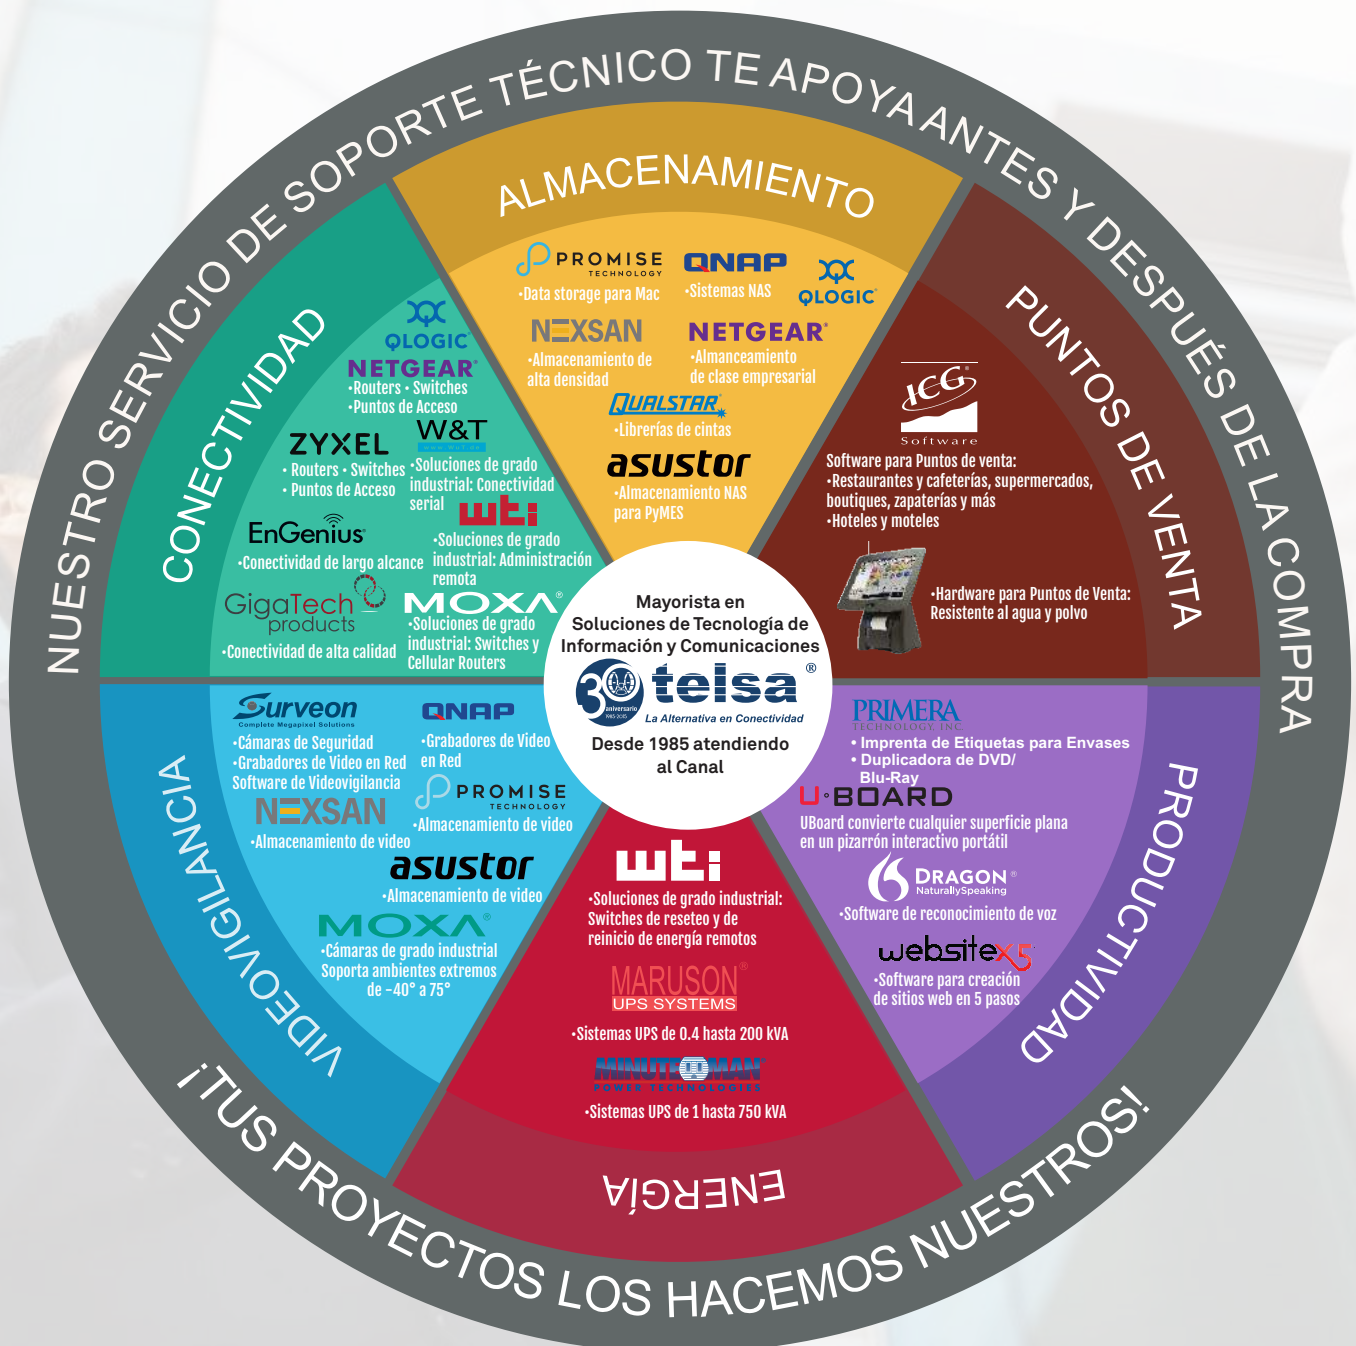 NUESTRO SERVICIO DE SOPORTE TÉCNICO TE APOYA ANTES Y DESPUÉS DE LA COMPRA
ALMACENAMIENTO
PROMISE
TECHNOLOGY
•Data storage para Mac
QNAP
•Sistemas NAS
QLOGIC
NEXSAN
•Almacenamiento de
alta densidad
NETGEAR®
•Almanceamiento
de clase empresarial
QUALSTAR
•Librerías de cintas
asustor
•Almacenamiento NAS
para PyMES
PUNTOS DE VENTA
ICG®
Software
Software para Puntos de venta:
•Restaurantes y cafeterías, supermercados,
boutiques, zapaterías y más
•Hoteles y moteles
•Hardware para Puntos de Venta:
Resistente al agua y polvo
PRODUCTIVIDAD
PRIMERA
TECHNOLOGY, INC.
• Imprenta de Etiquetas para Envases
• Duplicadora de DVD/
Blu-Ray
U·BOARD
UBoard convierte cualquier superficie plana
en un pizarrón interactivo portátil
DRAGON®
NaturallySpeaking
•Software de reconocimiento de voz
website x5
•Software para creación
de sitios web en 5 pasos
ENERGÍA
wti
•Soluciones de grado industrial:
Switches de reseteo y de
reinicio de energía remotos
MARUSON®
UPS SYSTEMS
•Sistemas UPS de 0.4 hasta 200 kVA
MINUTEMAN
POWER TECHNOLOGIES
•Sistemas UPS de 1 hasta 750 kVA
VIDEOVIGILANCIA
Surveon
Complete Megapixel Solutions
•Cámaras de Seguridad
•Grabadores de Video en Red
Software de Videovigilancia
QNAP
•Grabadores de Video
en Red
NEXSAN
•Almacenamiento de video
PROMISE
TECHNOLOGY
•Almacenamiento de video
asustor
•Almacenamiento de video
MOXA®
•Cámaras de grado industrial
Soporta ambientes extremos
de -40° a 75°
CONECTIVIDAD
QLOGIC
NETGEAR®
•Routers • Switches
•Puntos de Acceso
ZYXEL
• Routers • Switches
• Puntos de Acceso
W&T
•Soluciones de grado
industrial: Conectividad
serial
EnGenius®
•Conectividad de largo alcance
wti
•Soluciones de grado
industrial: Administración
remota
GigaTech
products
•Conectividad de alta calidad
MOXA®
•Soluciones de grado
industrial: Switches y
Cellular Routers
Mayorista en
Soluciones de Tecnología de
Información y Comunicaciones
30 aniversario
1985-2015
telsa®
La Alternativa en Conectividad
Desde 1985 atendiendo
al Canal
¡TUS PROYECTOS LOS HACEMOS NUESTROS!